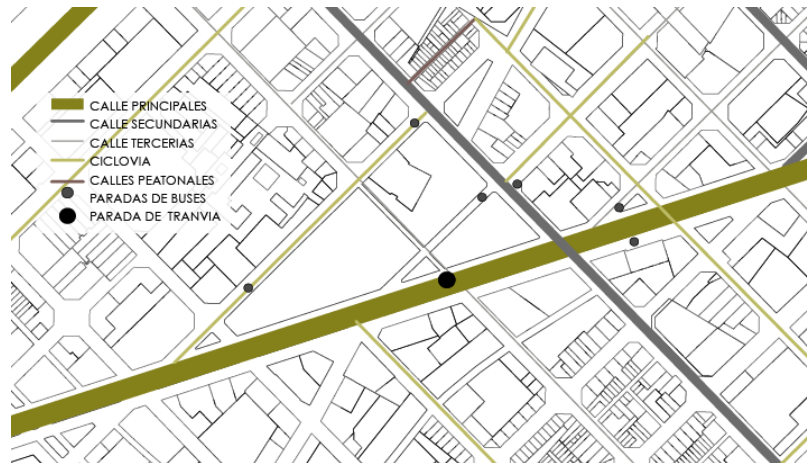 CALLE PRINCIPALES
CALLE SECUNDARIAS
CALLE TERCERIAS
CICLOVIA
CALLES PEATONALES
PARADAS DE BUSES
PARADA DE TRANVIA